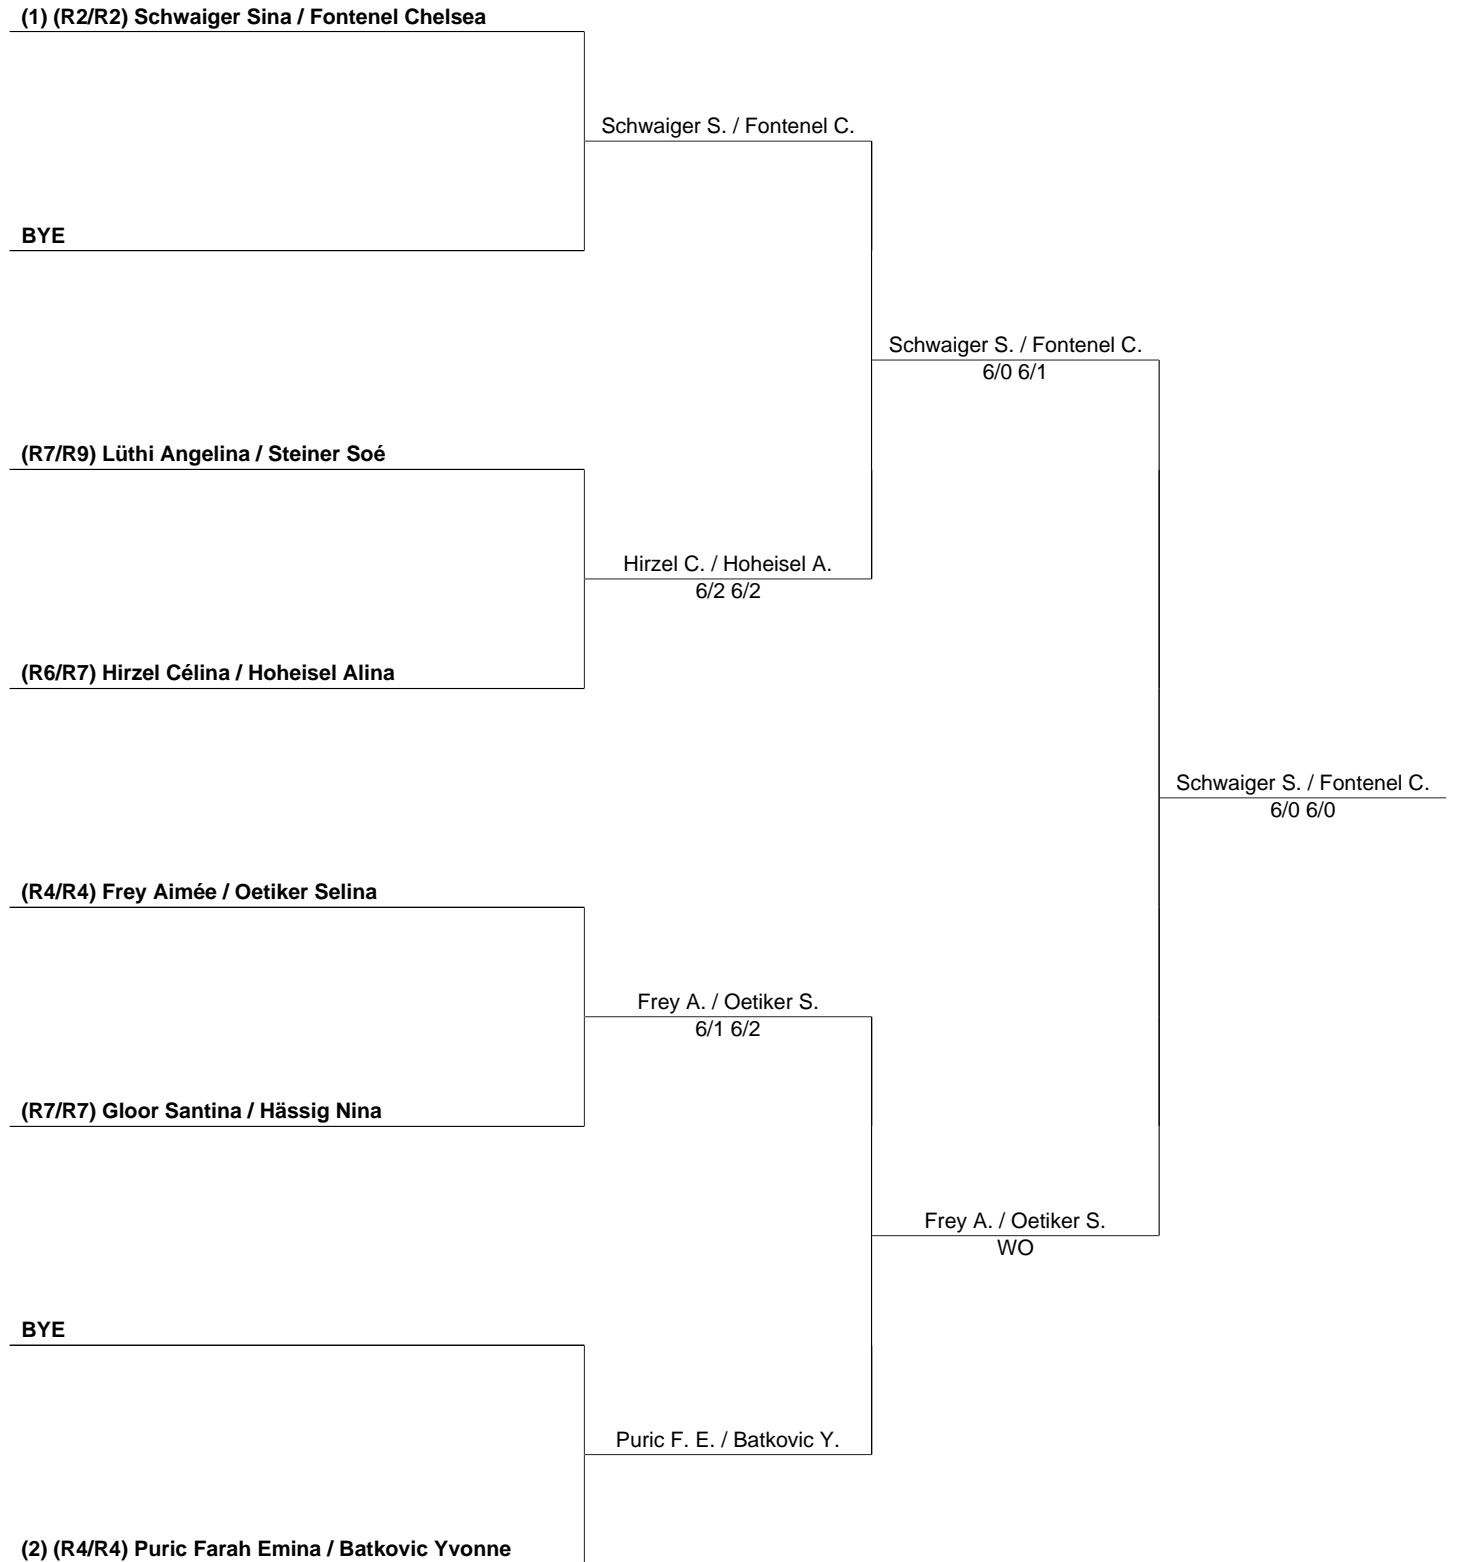 (1) (R2/R2) Schwaiger Sina / Fontenel Chelsea
Schwaiger S. / Fontenel C.
BYE
Schwaiger S. / Fontenel C.
6/0 6/1
(R7/R9) Lüthi Angelina / Steiner Soé
Hirzel C. / Hoheisel A.
6/2 6/2
(R6/R7) Hirzel Célina / Hoheisel Alina
Schwaiger S. / Fontenel C.
6/0 6/0
(R4/R4) Frey Aimée / Oetiker Selina
Frey A. / Oetiker S.
6/1 6/2
(R7/R7) Gloor Santina / Hässig Nina
Frey A. / Oetiker S.
WO
BYE
Puric F. E. / Batkovic Y.
(2) (R4/R4) Puric Farah Emina / Batkovic Yvonne